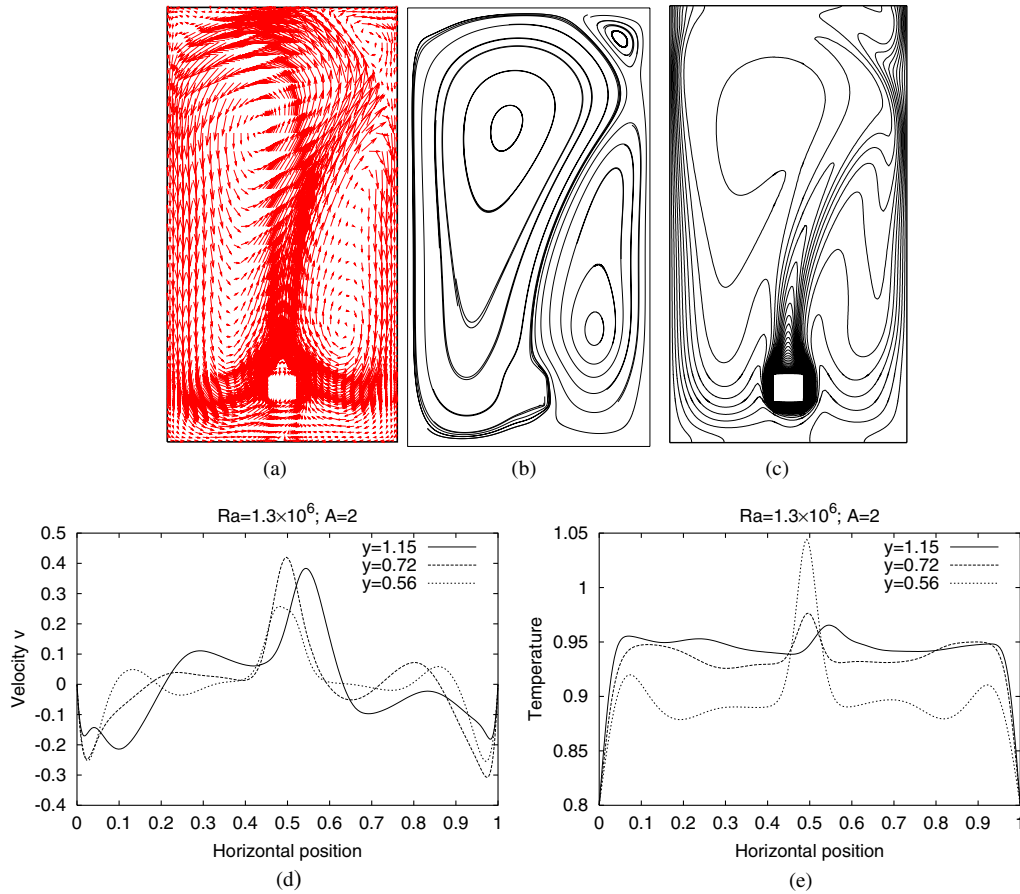 (a)
(b)
(c)
Ra=1.3×10⁶; A=2
0.5
0.4
0.3
0.2
0.1
0
-0.1
-0.2
-0.3
-0.4
Velocity v
y=1.15
y=0.72
y=0.56
0 0.1 0.2 0.3 0.4 0.5 0.6 0.7 0.8 0.9 1
Horizontal position
(d)
Ra=1.3×10⁶; A=2
1.05
1
0.95
0.9
0.85
0.8
Temperature
y=1.15
y=0.72
y=0.56
0 0.1 0.2 0.3 0.4 0.5 0.6 0.7 0.8 0.9 1
Horizontal position
(e)